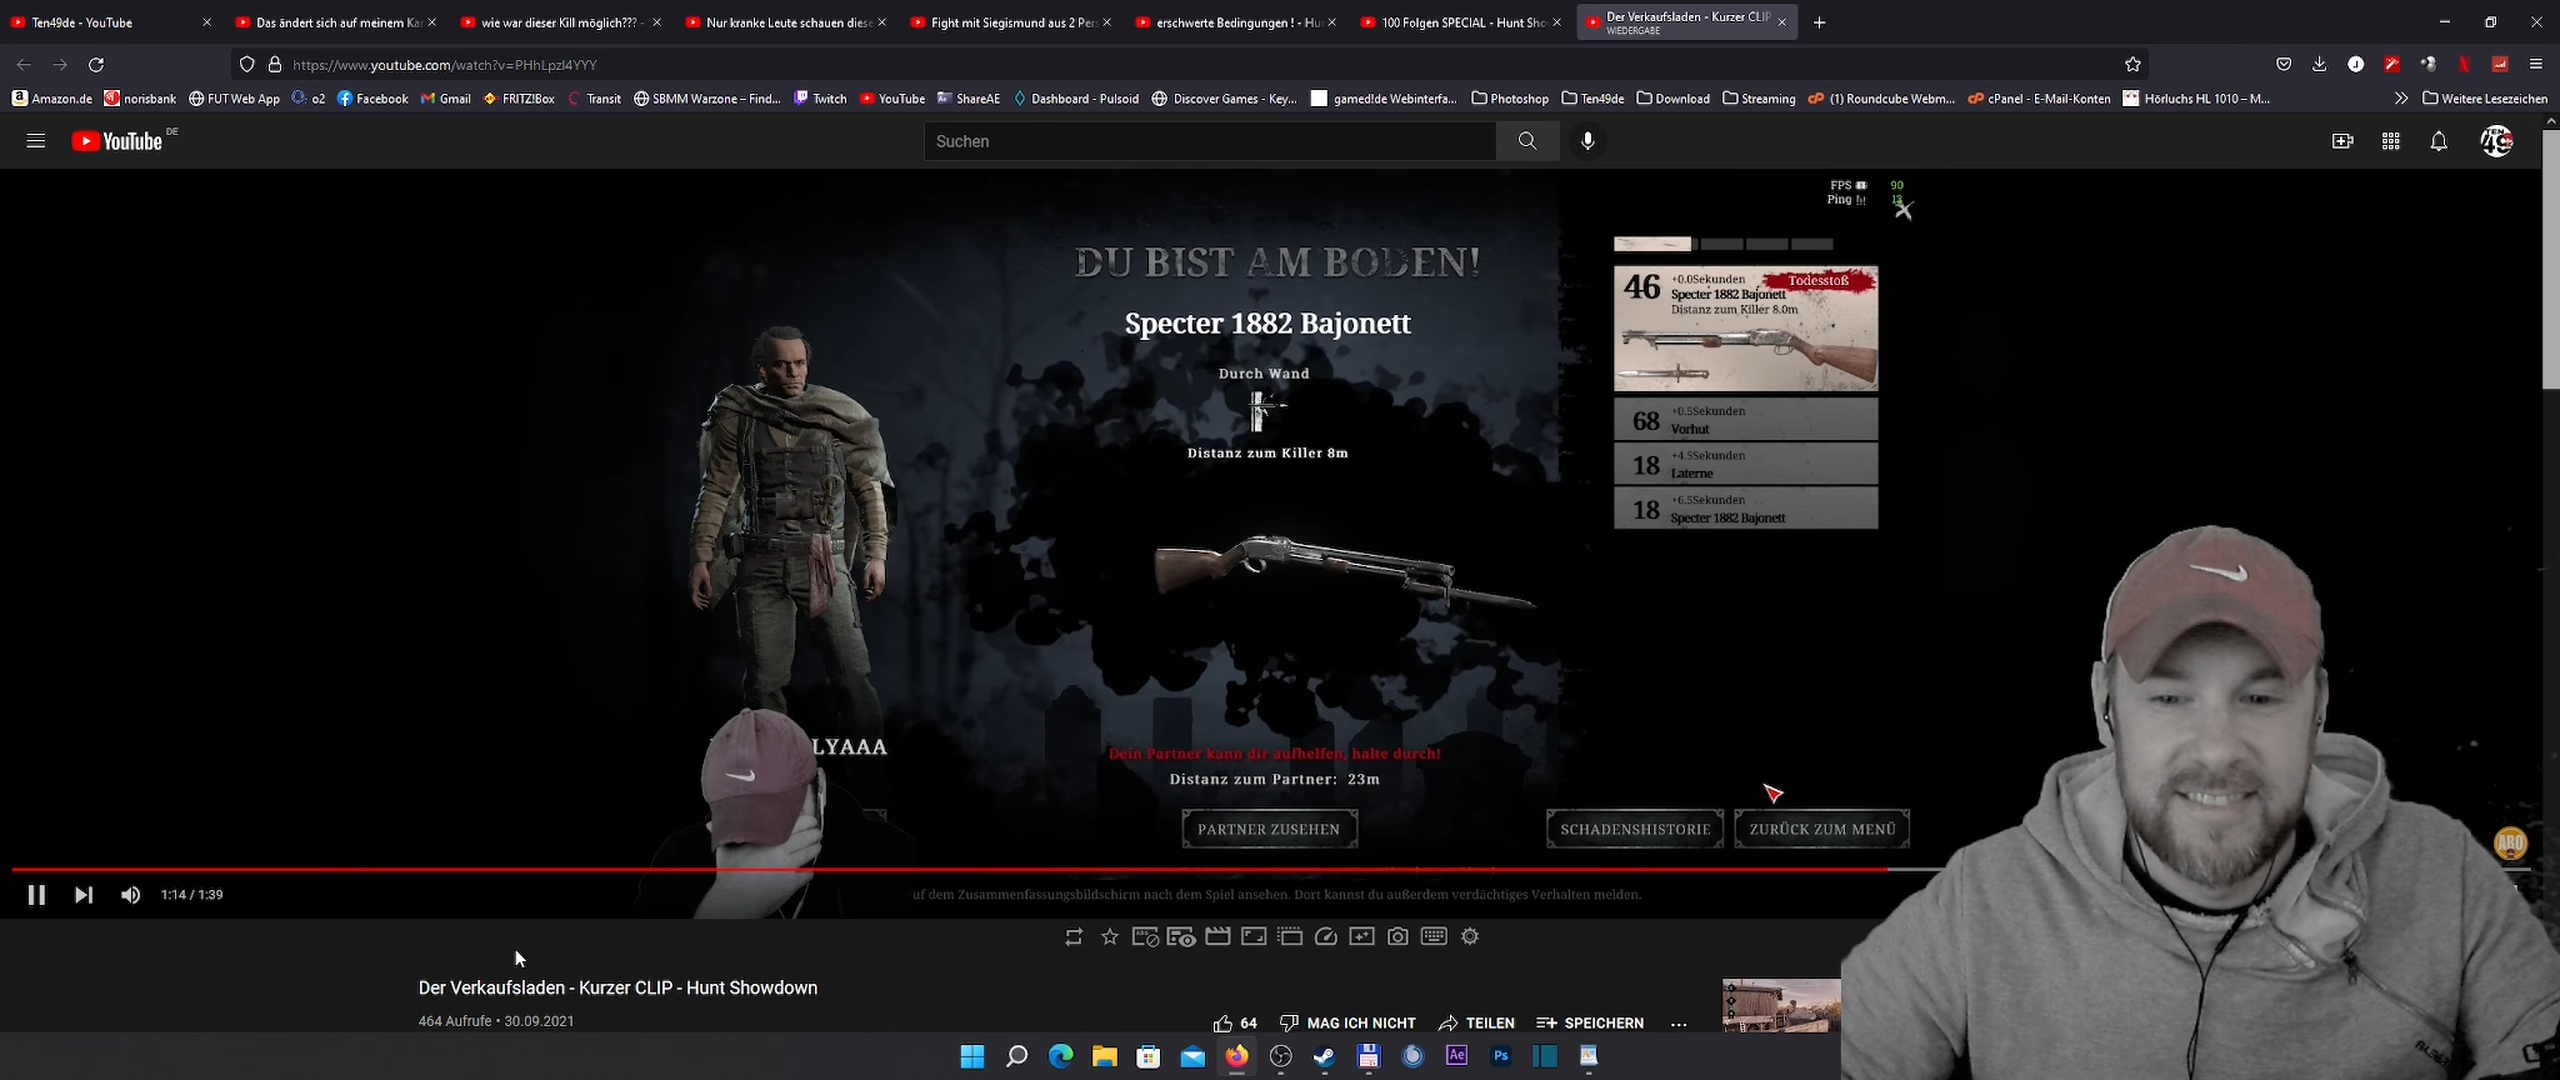 Ten49de - YouTube
Das ändert sich auf meinem Ka
wie war dieser Kill möglich??? -
Nur kranke Leute schauen diese
Fight mit Siegismund aus 2 Pers
erschwerte Bedingungen ! - Hu
100 Folgen SPECIAL - Hunt Sho
Der Verkaufsladen - Kurzer CLIP
WIEDERGABE
https://www.youtube.com/watch?v=PHhLpzI4YYY
Amazon.de
norisbank
FUT Web App
o2
Facebook
Gmail
FRITZ!Box
Transit
SBMM Warzone – Find...
Twitch
YouTube
ShareAE
Dashboard - Pulsoid
Discover Games - Key...
gamed!de Webinterfa...
Photoshop
Ten49de
Download
Streaming
(1) Roundcube Webm...
cPanel - E-Mail-Konten
Hörluchs HL 1010 – M...
Weitere Lesezeichen
YouTube DE
Suchen
FPS 90
Ping 13
DU BIST AM BODEN!
Specter 1882 Bajonett
Durch Wand
Distanz zum Killer 8m
46 +0.0Sekunden
Todesstoß
Specter 1882 Bajonett
Distanz zum Killer 8.0m
68 +0.5Sekunden
Vorhut
18 +4.5Sekunden
Laterne
18 +6.5Sekunden
Specter 1882 Bajonett
LYAAA
Dein Partner kann dir aufhelfen, halte durch!
Distanz zum Partner: 23m
PARTNER ZUSEHEN
SCHADENSHISTORIE
ZURÜCK ZUM MENÜ
ABO
1:14 / 1:39
uf dem Zusammenfassungsbildschirm nach dem Spiel ansehen. Dort kannst du außerdem verdächtiges Verhalten melden.
Der Verkaufsladen - Kurzer CLIP - Hunt Showdown
464 Aufrufe • 30.09.2021
64
MAG ICH NICHT
TEILEN
SPEICHERN
Ae
Ps